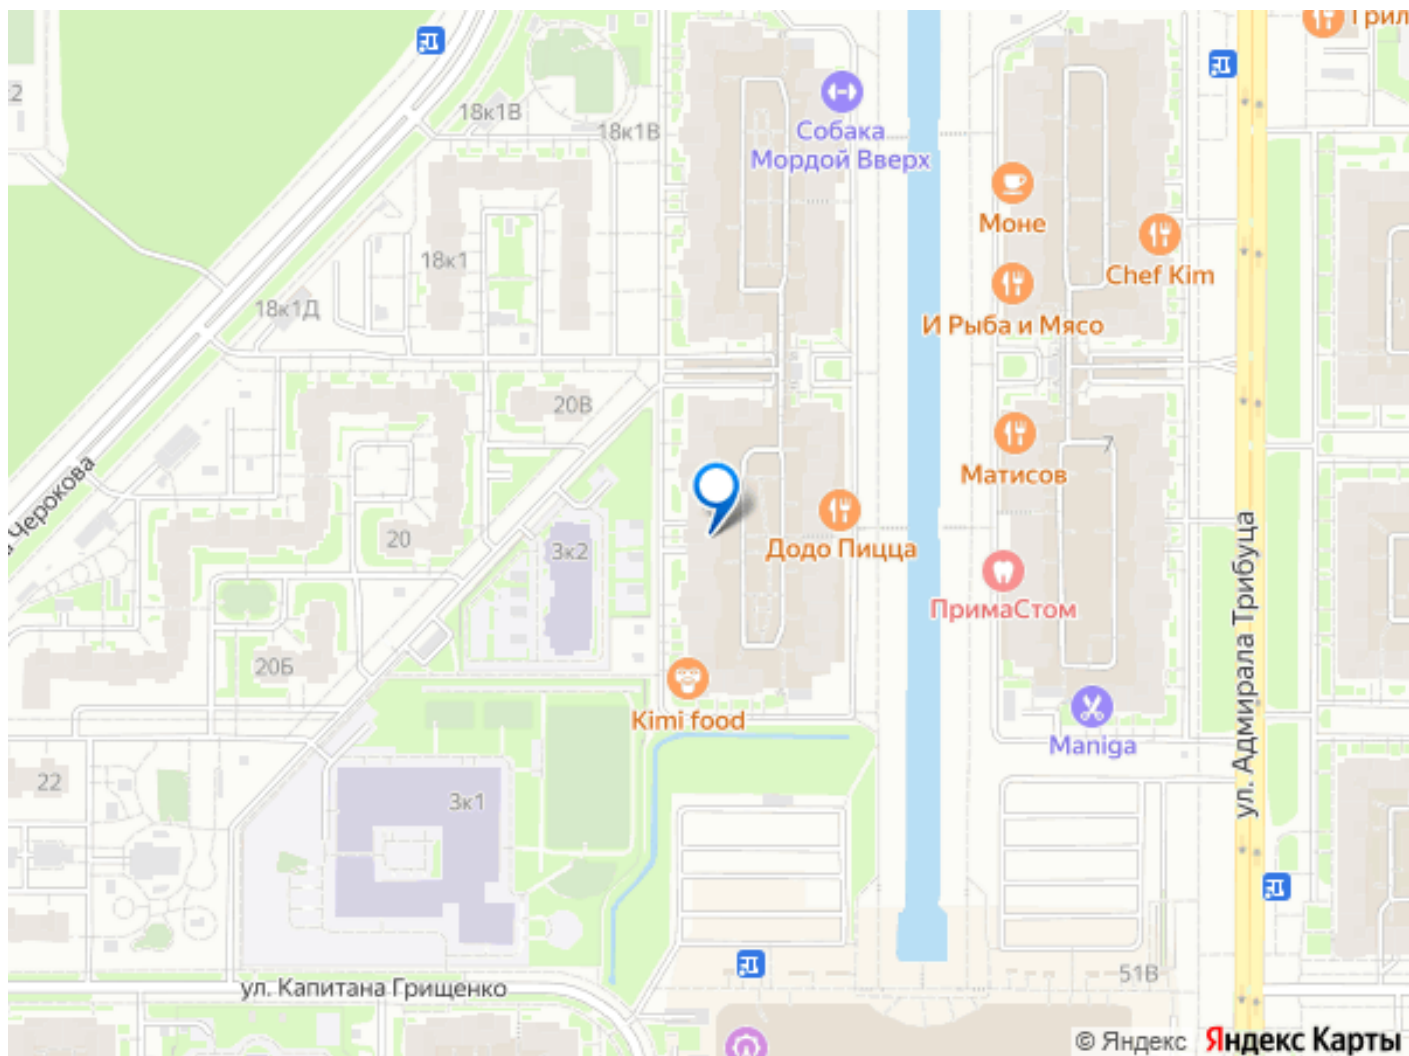 Грил
18к1В
18к1В
Собака
Мордой Вверх
Моне
Chef Kim
18к1
18к1Д
И Рыба и Мясо
20В
Матисов
7
Черокова
20
3к2
Додо Пицца
ПримаСтом
ул. Адмирала Трибуца
20Б
Kimi food
Maniga
22
3к1
51В
ул. Капитана Грищенко
© Яндекс
Яндекс Карты